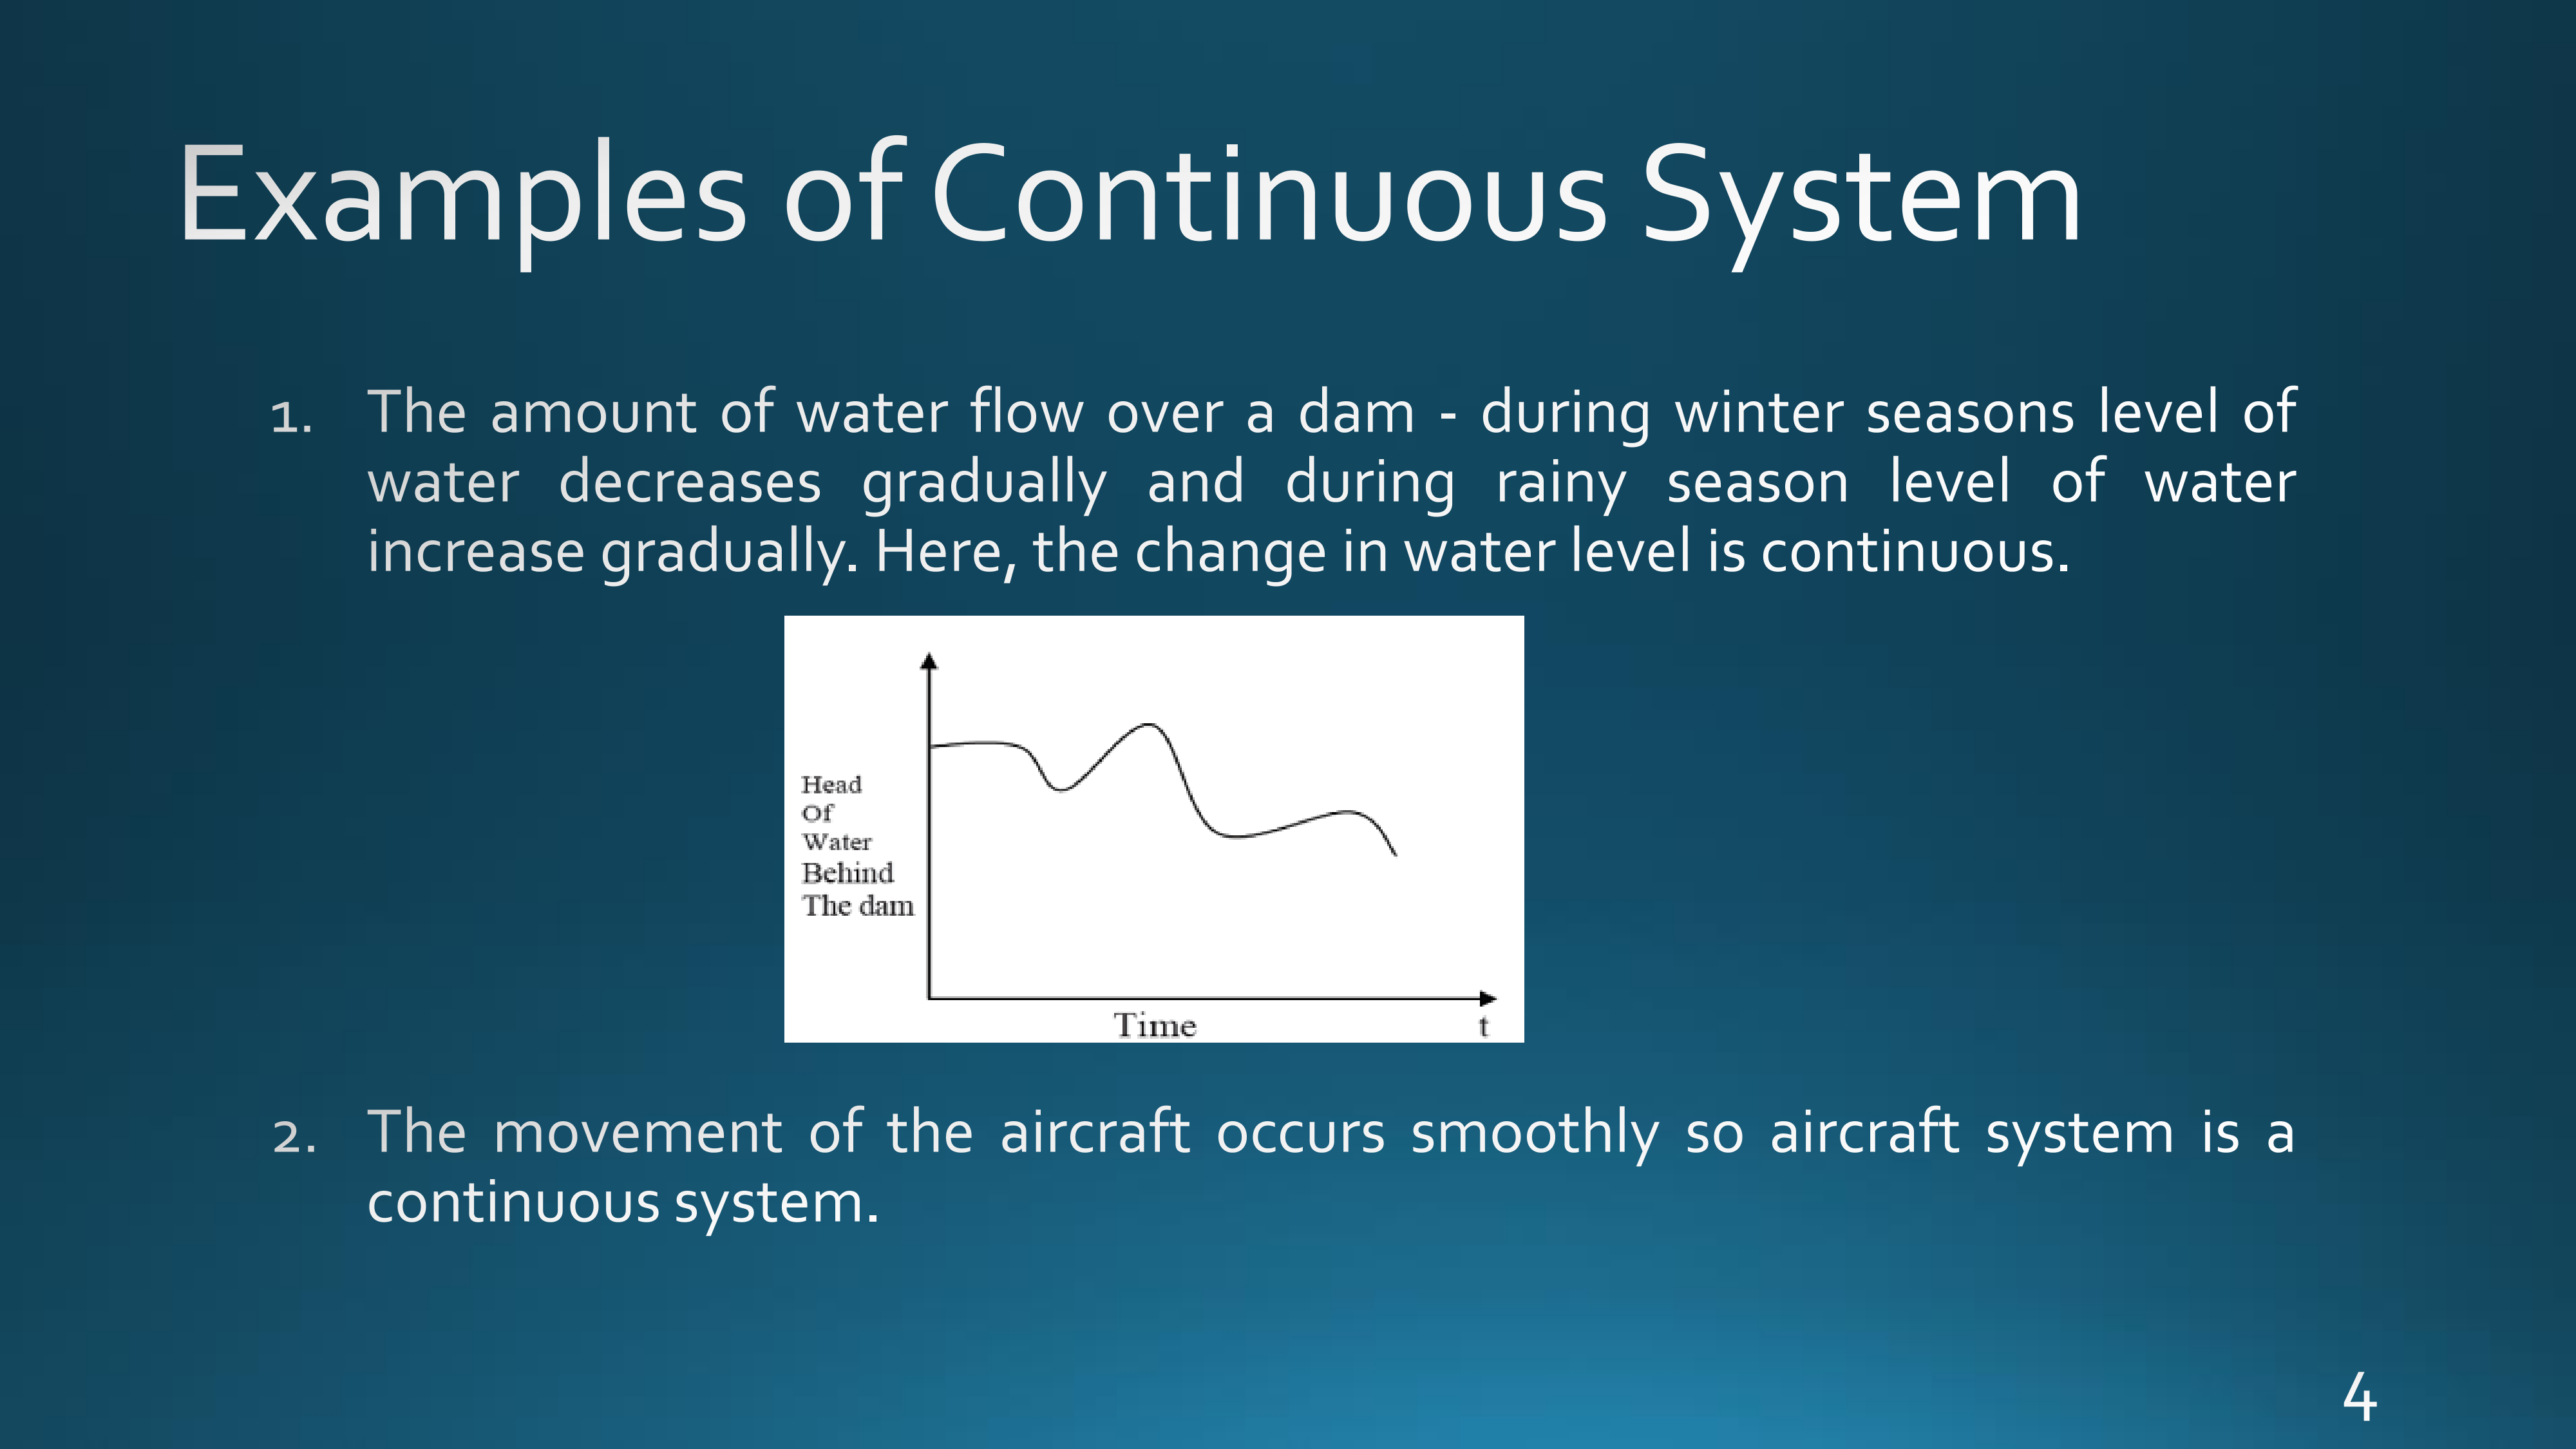 Examples of Continuous System
1. The amount of water flow over a dam - during winter seasons level of
water decreases gradually and during rainy season level of water
increase gradually. Here, the change in water level is continuous.
Head
Of
Water
Behind
The dam
Time t
2. The movement of the aircraft occurs smoothly so aircraft system is a
continuous system.
4